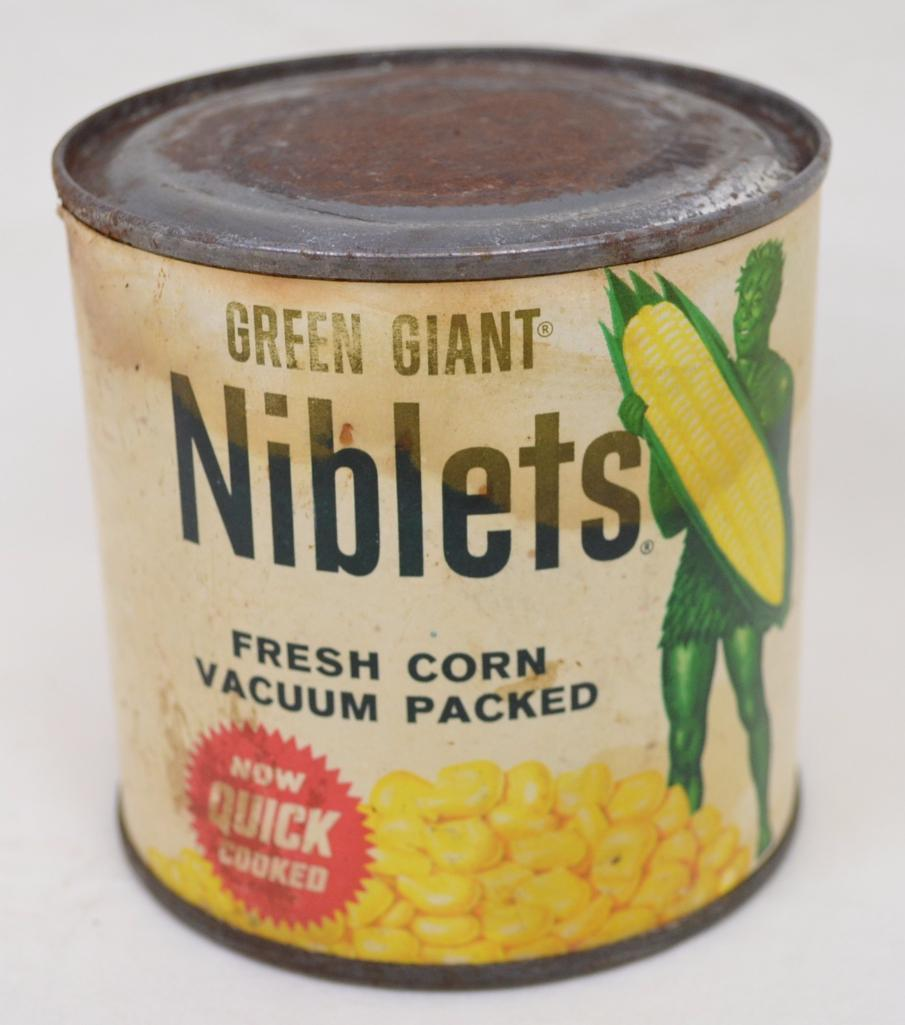 GREEN GIANT®
Niblets®
FRESH CORN
VACUUM PACKED
NOW
QUICK
COOKED